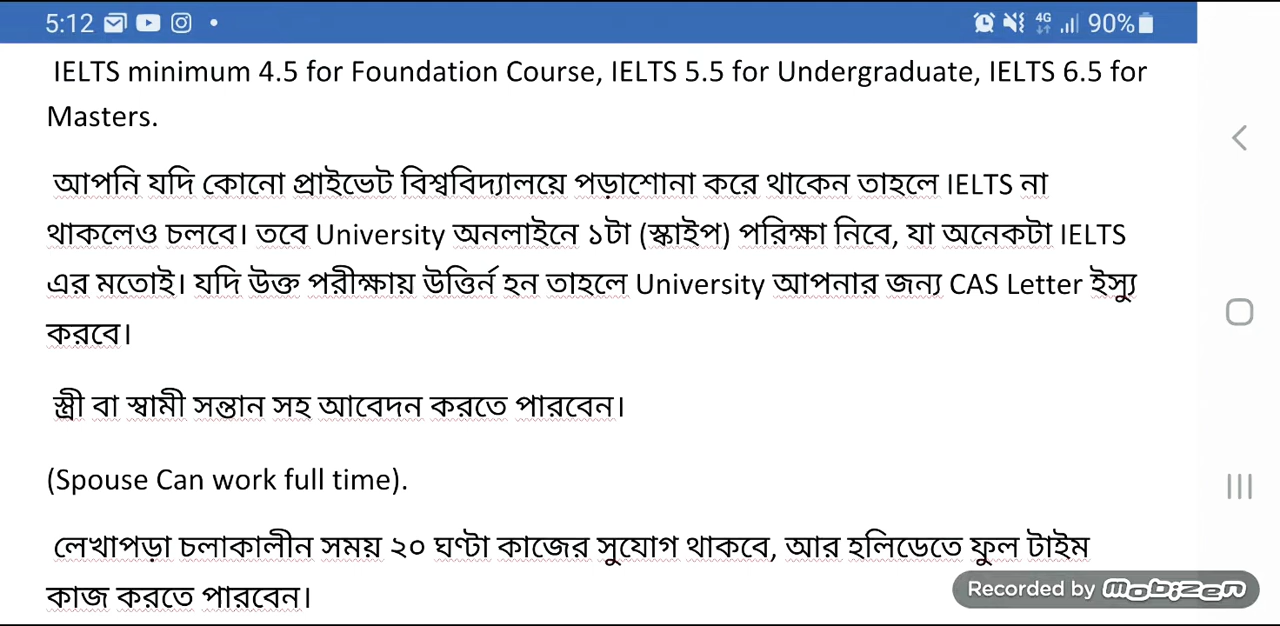 5:12
4G 90%
IELTS minimum 4.5 for Foundation Course, IELTS 5.5 for Undergraduate, IELTS 6.5 for
Masters.
আপনি যদি কোনো প্রাইভেট বিশ্ববিদ্যালয়ে পড়াশোনা করে থাকেন তাহলে IELTS না
থাকলেও চলবে। তবে University অনলাইনে ১টা (স্কাইপ) পরিক্ষা নিবে, যা অনেকটা IELTS
এর মতোই। যদি উক্ত পরীক্ষায় উত্তির্ন হন তাহলে University আপনার জন্য CAS Letter ইস্যু
করবে।
স্ত্রী বা স্বামী সন্তান সহ আবেদন করতে পারবেন।
(Spouse Can work full time).
লেখাপড়া চলাকালীন সময় ২০ ঘণ্টা কাজের সুযোগ থাকবে, আর হলিডেতে ফুল টাইম
কাজ করতে পারবেন।
Recorded by Mobizen